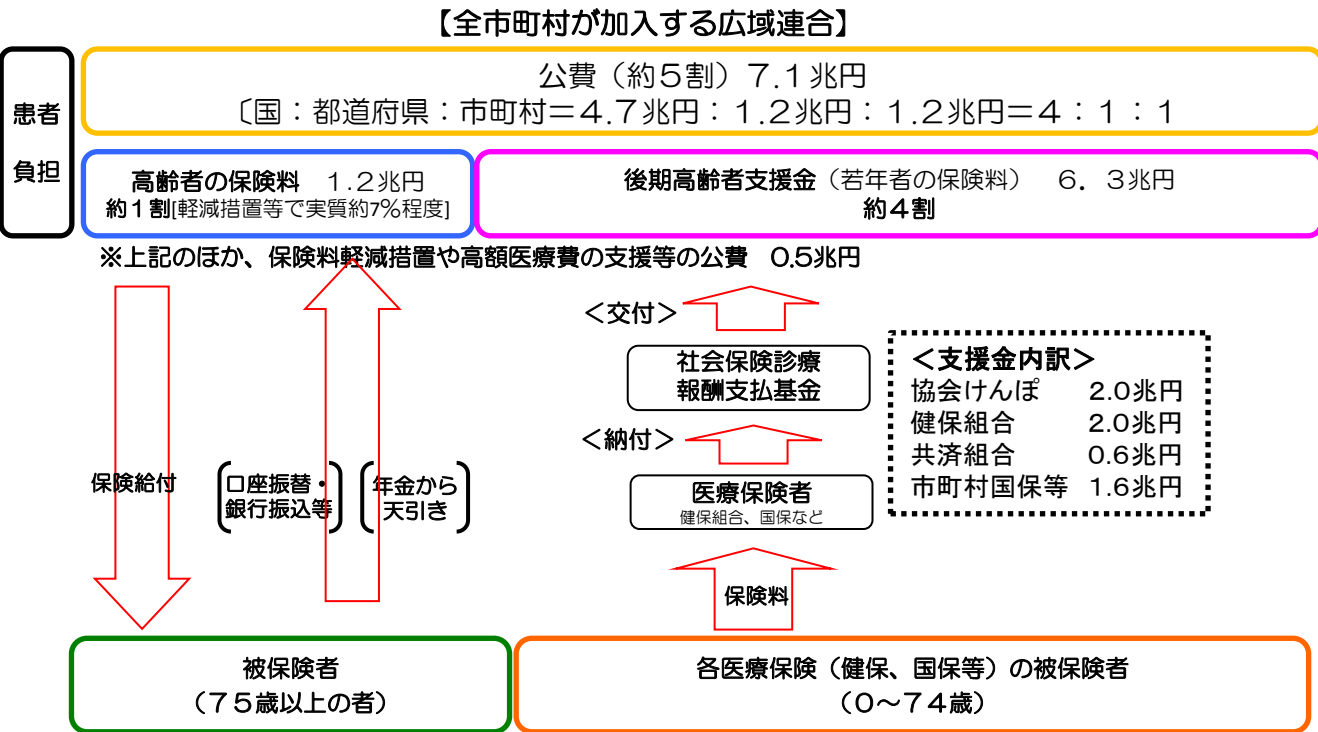 【全市町村が加入する広域連合】
患者
負担
公費（約５割）７.１兆円
〔国：都道府県：市町村＝４.７兆円：１.２兆円：１.２兆円＝４：１：１
高齢者の保険料　１.２兆円
約１割[軽減措置等で実質約7％程度]
後期高齢者支援金（若年者の保険料）　６．３兆円
約４割
※上記のほか、保険料軽減措置や高額医療費の支援等の公費　0.5兆円
＜交付＞
社会保険診療
報酬支払基金
＜納付＞
医療保険者
健保組合、国保など
保険料
＜支援金内訳＞
協会けんぽ　2.0兆円
健保組合　2.0兆円
共済組合　0.6兆円
市町村国保等　1.6兆円
保険給付
口座振替・
銀行振込等
年金から
天引き
被保険者
（７５歳以上の者）
各医療保険（健保、国保等）の被保険者
（０～７４歳）